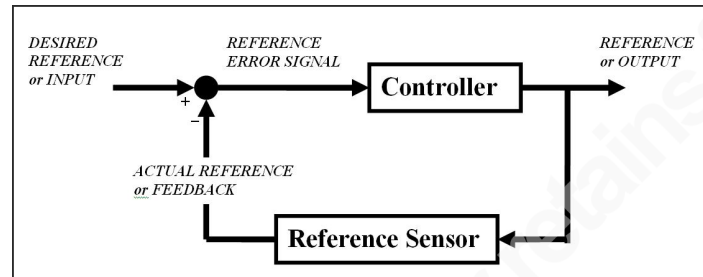 DESIRED
REFERENCE
or INPUT
REFERENCE
ERROR SIGNAL
REFERENCE
or OUTPUT
Controller
+
−
ACTUAL REFERENCE
or FEEDBACK
Reference Sensor